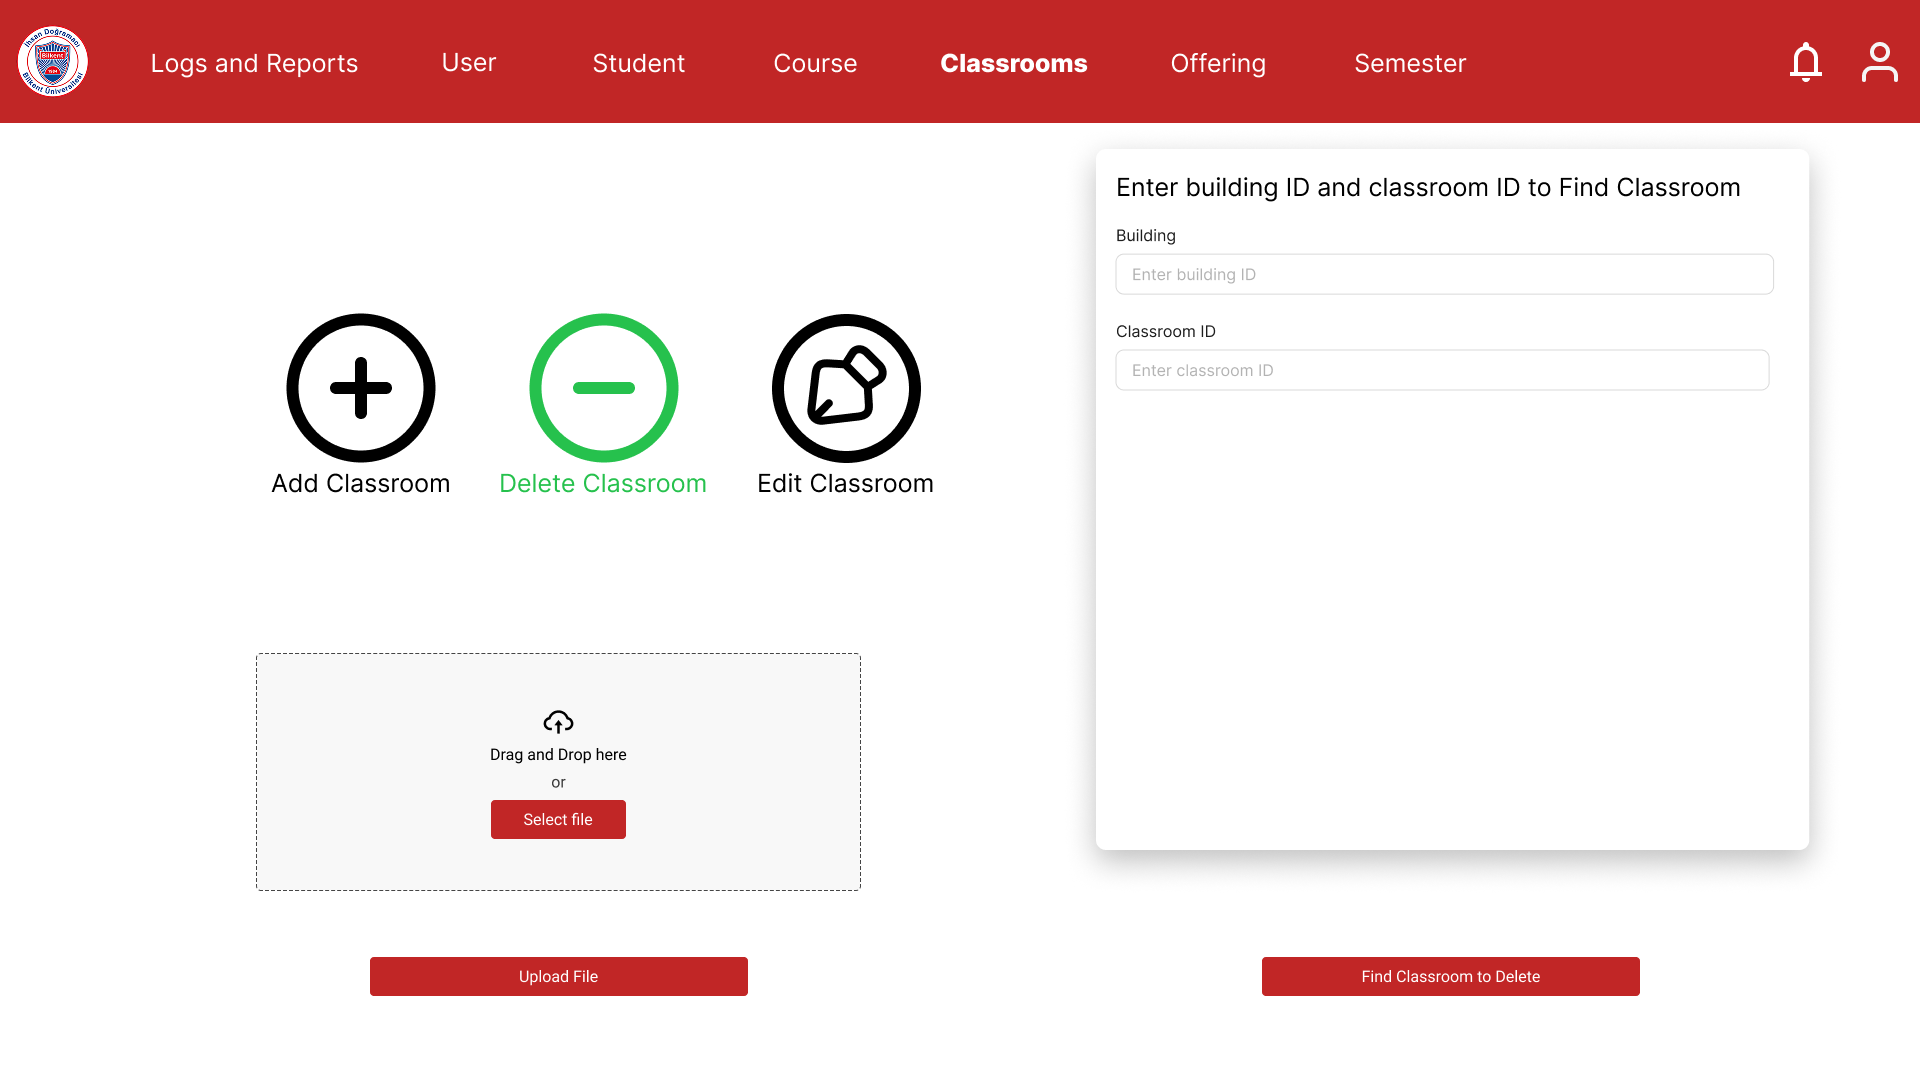 İhsan Doğramacı
Bilkent
1984
Bilkent Üniversitesi
Logs and Reports
User
Student
Course
Classrooms
Offering
Semester
Add Classroom
Delete Classroom
Edit Classroom
Drag and Drop here
or
Select file
Upload File
Enter building ID and classroom ID to Find Classroom
Building
Enter building ID
Classroom ID
Enter classroom ID
Find Classroom to Delete